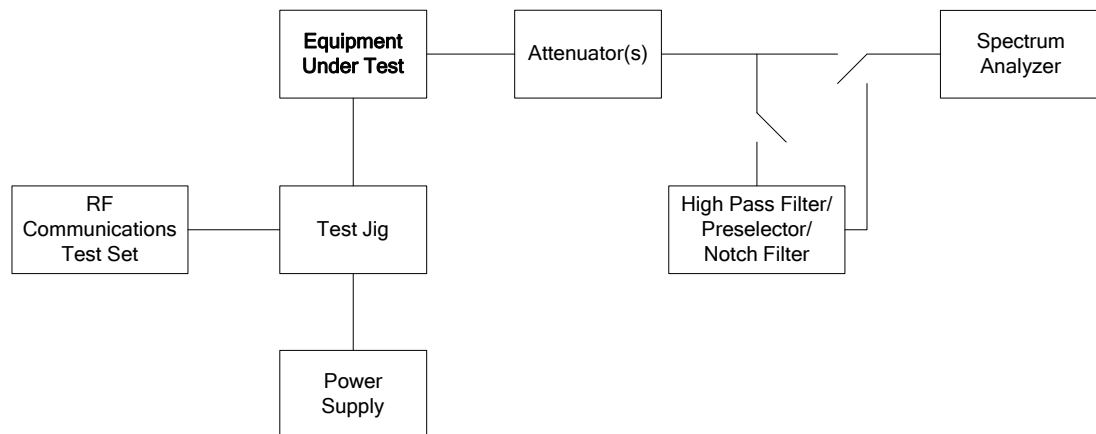 Equipment
Under Test
Attenuator(s)
Spectrum
Analyzer
RF
Communications
Test Set
Test Jig
High Pass Filter/
Preselector/
Notch Filter
Power
Supply